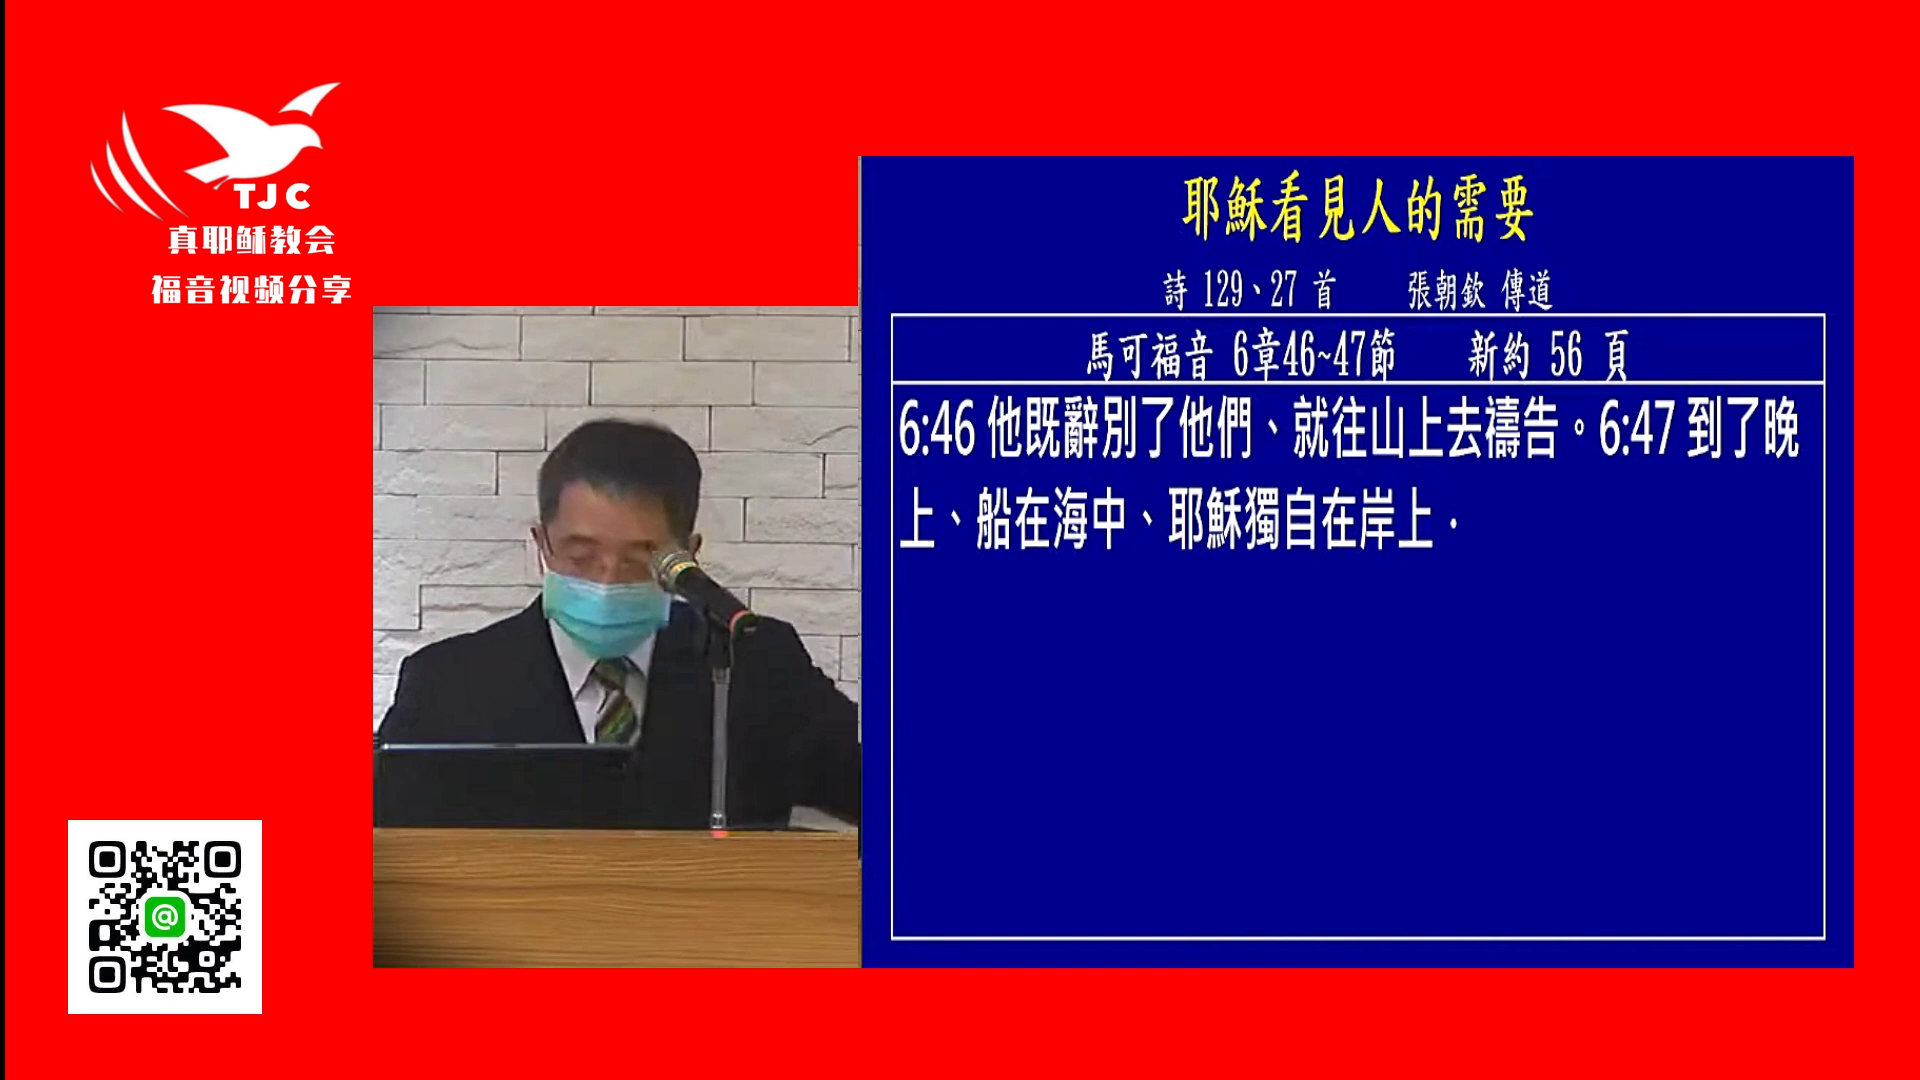 TJC
真耶稣教会
福音视频分享
耶穌看見人的需要
詩 129、27 首 張朝欽 傳道
馬可福音 6章46~47節 新約 56 頁
6:46 他既辭別了他們、就往山上去禱告。6:47 到了晚
上、船在海中、耶穌獨自在岸上．
@